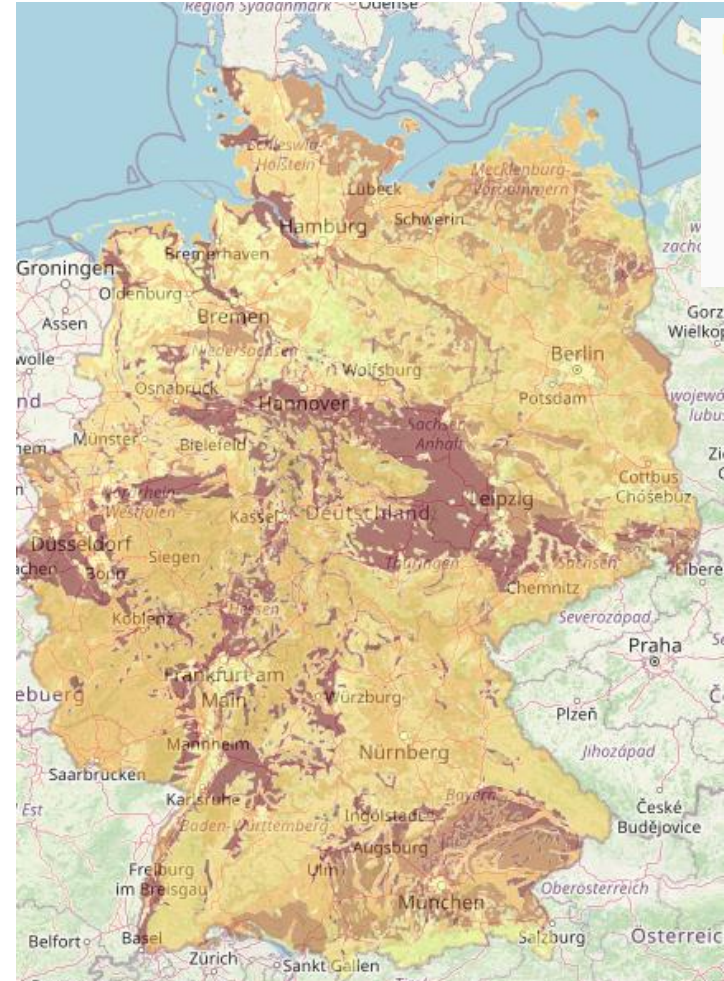 Region Syddanmark
Odense
Schleswig-
Holstein
Lübeck
Mecklenburg-
Vorpommern
Schwerin
Hamburg
Groningen
Bremerhaven
Oldenburg
Assen
Bremen
Niedersachsen
Wolfsburg
Berlin
Potsdam
Osnabrück
Hannover
Münster
Bielefeld
Sachsen-
Anhalt
Cottbus
Chóśebuz
Nordrhein-
Westfalen
Kassel
Deutschland
Leipzig
Düsseldorf
Siegen
Thüringen
Sachsen
Bonn
Chemnitz
Koblenz
Hessen
Severozápad
Praha
Frankfurt am
Main
Würzburg
Plzeň
Mannheim
Nürnberg
Jihozápad
Saarbrücken
Karlsruhe
Ingolstadt
Bayern
České
Budějovice
Baden-Württemberg
Augsburg
Freiburg
im Breisgau
Ulm
München
Oberösterreich
Belfort
Basel
Zürich
Sankt Gallen
Salzburg